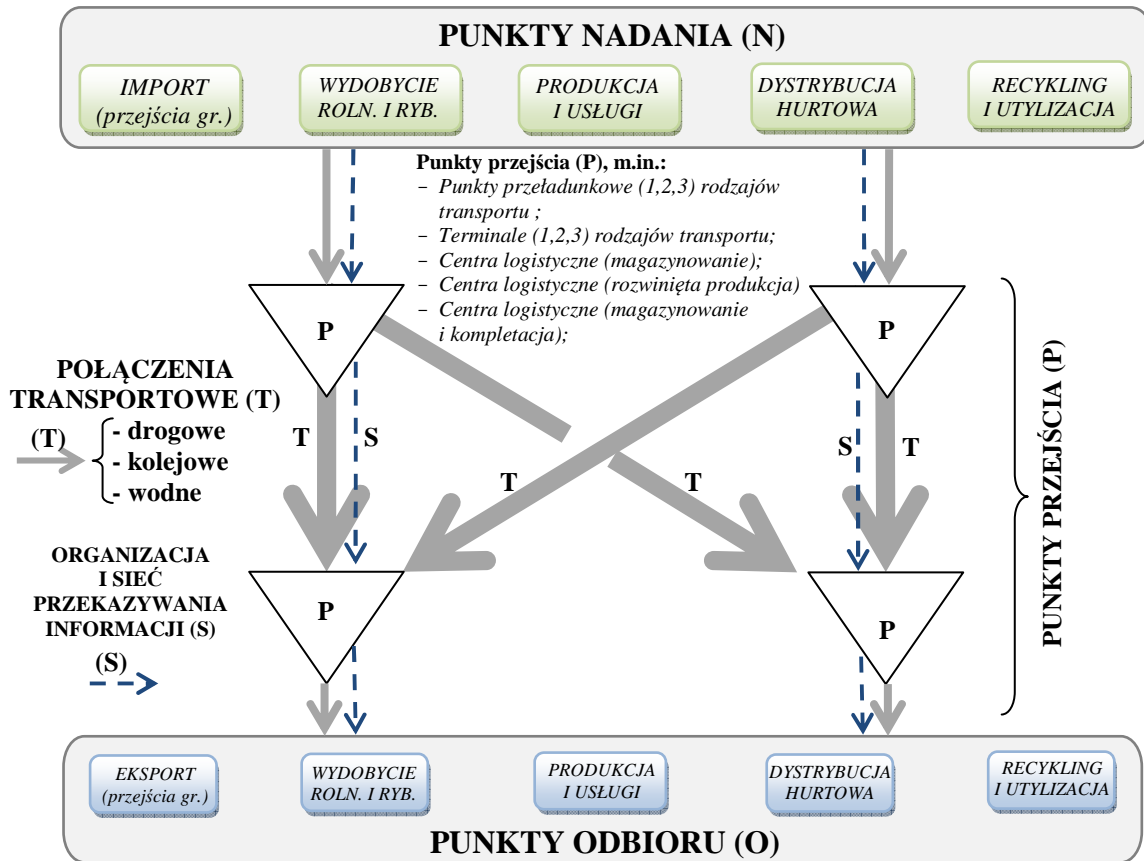 PUNKTY NADANIA (N)
IMPORT
(przejścia gr.)
WYDOBYCIE
ROLN. I RYB.
PRODUKCJA
I USŁUGI
DYSTRYBUCJA
HURTOWA
RECYKLING
I UTYLIZACJA
Punkty przejścia (P), m.in.:
- Punkty przeładunkowe (1,2,3) rodzajów
transportu ;
- Terminale (1,2,3) rodzajów transportu;
- Centra logistyczne (magazynowanie);
- Centra logistyczne (rozwinięta produkcja)
- Centra logistyczne (magazynowanie
i kompletacja);
P
P
POŁĄCZENIA
TRANSPORTOWE (T)
(T)
- drogowe
- kolejowe
- wodne
T
S
T
T
S
T
PUNKTY PRZEJŚCIA (P)
ORGANIZACJA
I SIEĆ
PRZEKAZYWANIA
INFORMACJI (S)
(S)
P
P
EKSPORT
(przejścia gr.)
WYDOBYCIE
ROLN. I RYB.
PRODUKCJA
I USŁUGI
DYSTRYBUCJA
HURTOWA
RECYKLING
I UTYLIZACJA
PUNKTY ODBIORU (O)